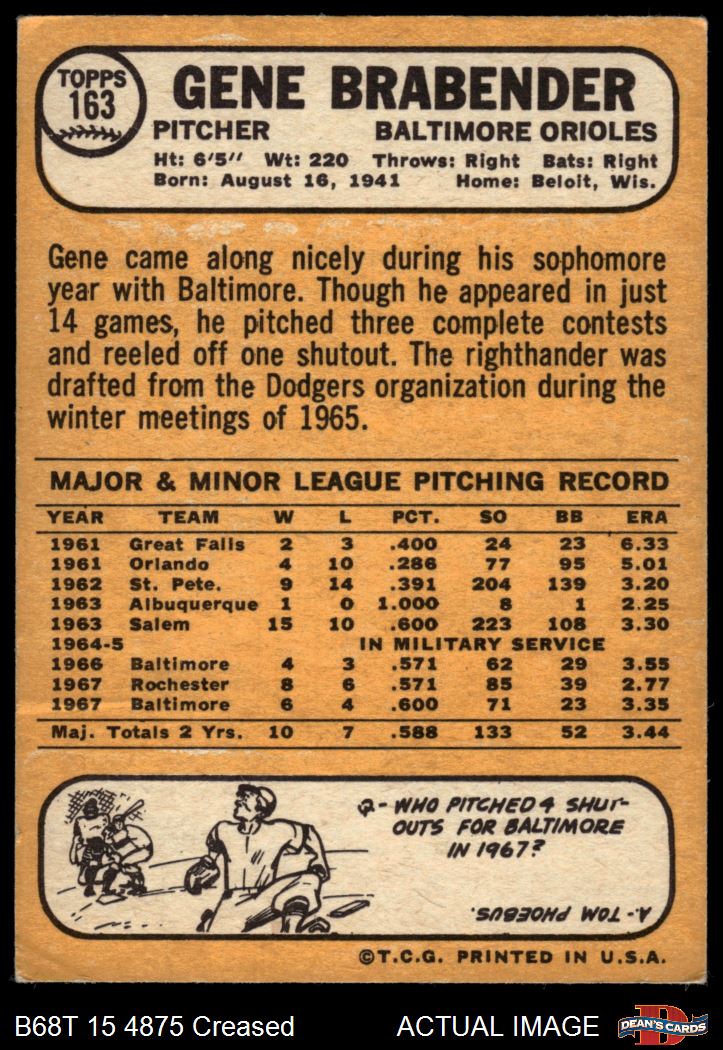 TOPPS
163
GENE BRABENDER
PITCHER BALTIMORE ORIOLES
Ht: 6'5" Wt: 220 Throws: Right Bats: Right
Born: August 16, 1941 Home: Beloit, Wis.
Gene came along nicely during his sophomore
year with Baltimore. Though he appeared in just
14 games, he pitched three complete contests
and reeled off one shutout. The righthander was
drafted from the Dodgers organization during the
winter meetings of 1965.
MAJOR & MINOR LEAGUE PITCHING RECORD
YEAR TEAM W L PCT. SO BB ERA
1961 Great Falls 2 3 .400 24 23 6.33
1961 Orlando 4 10 .286 77 95 5.01
1962 St. Pete. 9 14 .391 204 139 3.20
1963 Albuquerque 1 0 1.000 8 1 2.25
1963 Salem 15 10 .600 223 108 3.30
1964-5 IN MILITARY SERVICE
1966 Baltimore 4 3 .571 62 29 3.55
1967 Rochester 8 6 .571 85 39 2.77
1967 Baltimore 6 4 .600 71 23 3.35
Maj. Totals 2 Yrs. 10 7 .588 133 52 3.44
Q- WHO PITCHED 4 SHUT-
OUTS FOR BALTIMORE
IN 1967?
A- TOM PHOEBUS.
©T.C.G. PRINTED IN U.S.A.
B68T 15 4875 Creased ACTUAL IMAGE
D
DEAN'S CARDS